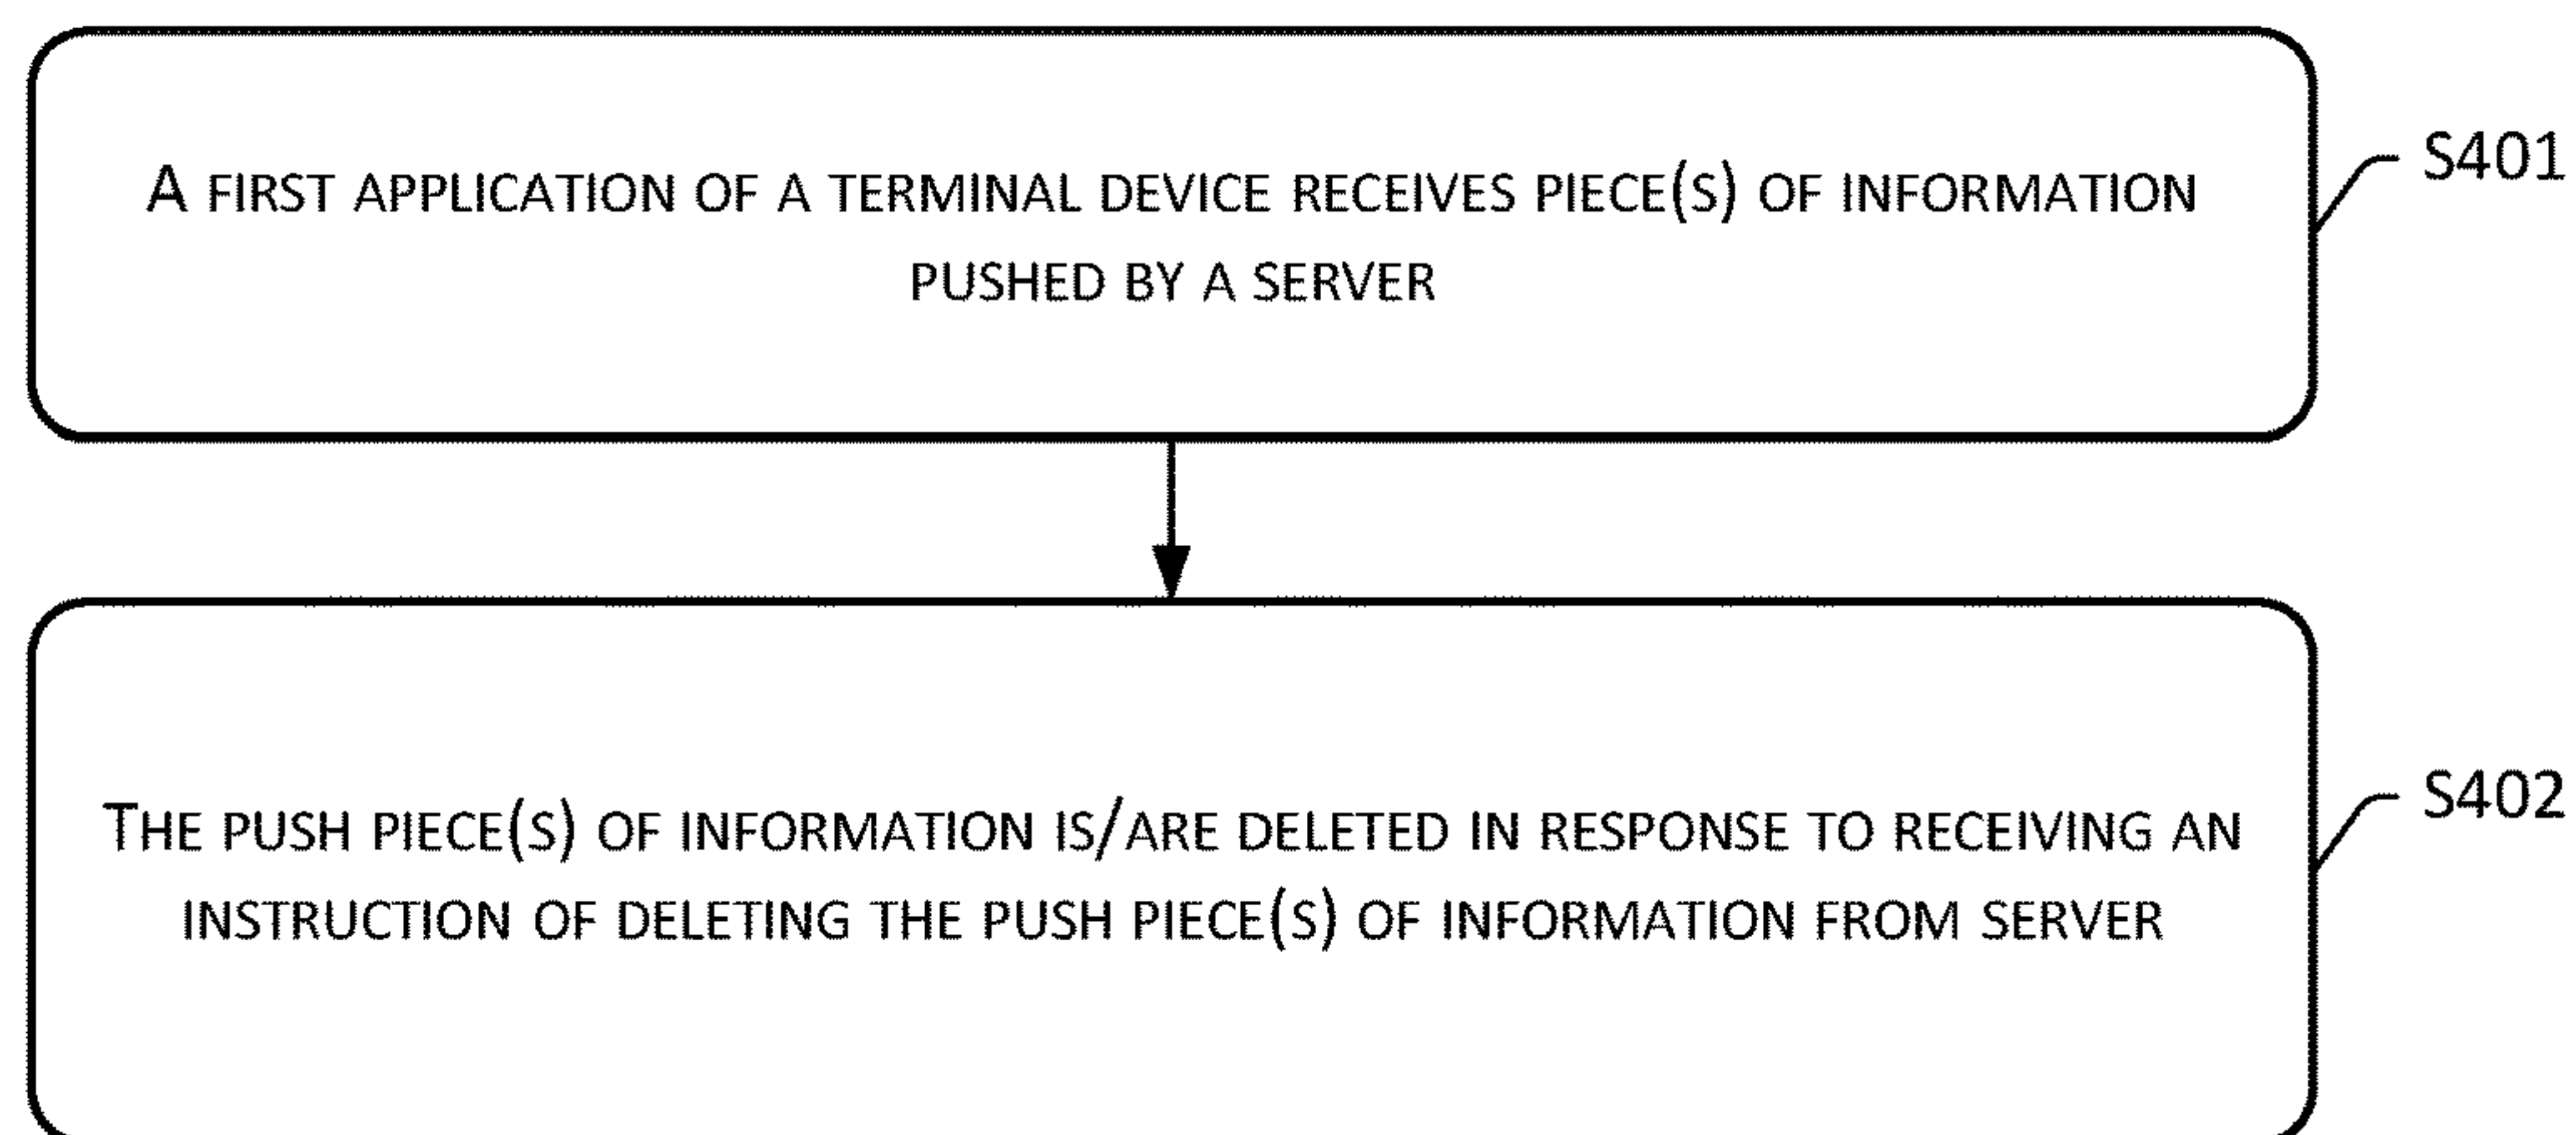 A FIRST APPLICATION OF A TERMINAL DEVICE RECEIVES PIECE(S) OF INFORMATION
PUSHED BY A SERVER
S401
THE PUSH PIECE(S) OF INFORMATION IS/ARE DELETED IN RESPONSE TO RECEIVING AN
INSTRUCTION OF DELETING THE PUSH PIECE(S) OF INFORMATION FROM SERVER
S402